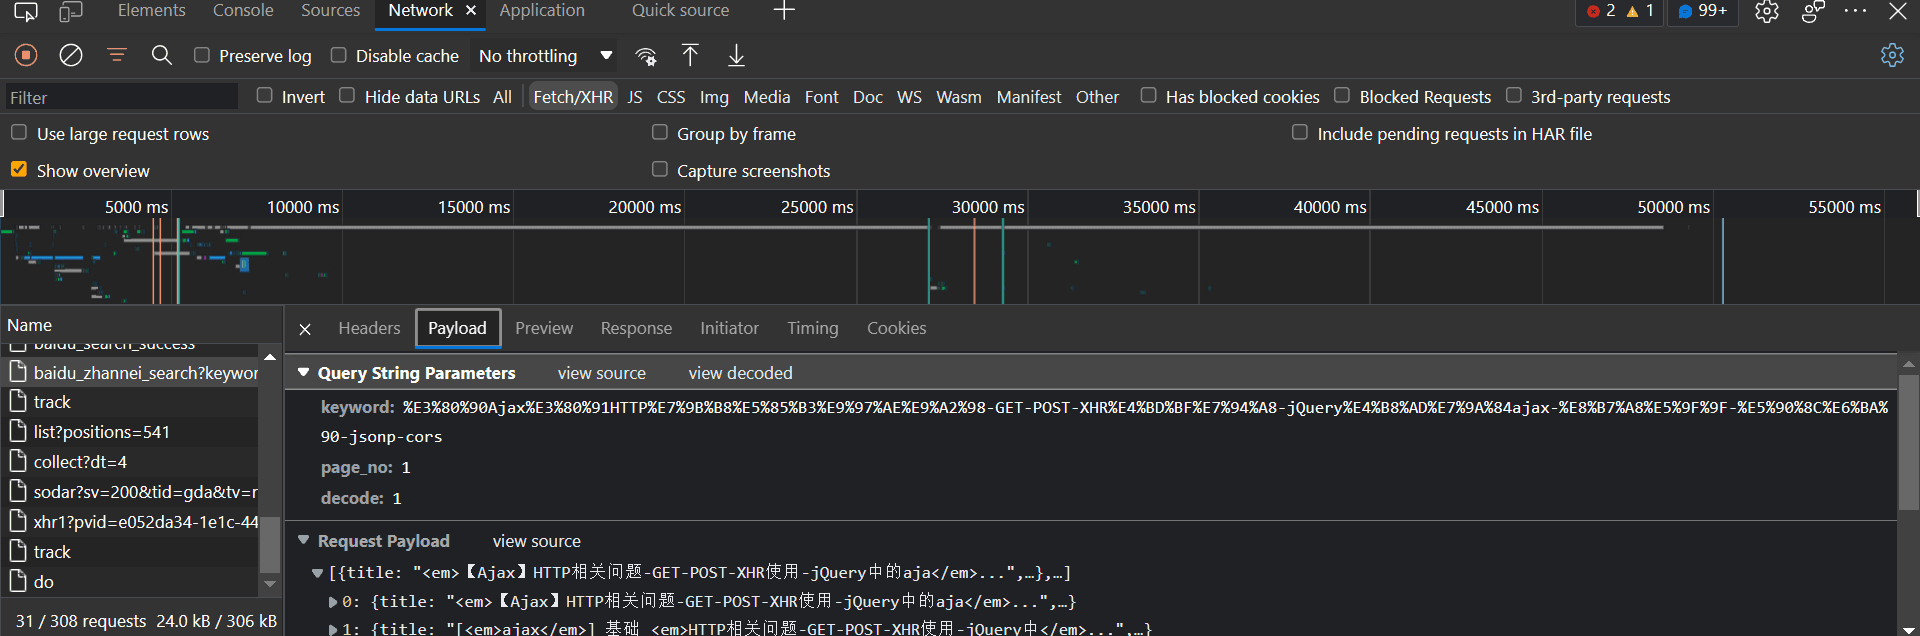 Elements Console Sources Network × Application Quick source + 2 1 99+
Preserve log Disable cache No throttling
Filter Invert Hide data URLs All Fetch/XHR JS CSS Img Media Font Doc WS Wasm Manifest Other Has blocked cookies Blocked Requests 3rd-party requests
Use large request rows Group by frame Include pending requests in HAR file
Show overview Capture screenshots
5000 ms 10000 ms 15000 ms 20000 ms 25000 ms 30000 ms 35000 ms 40000 ms 45000 ms 50000 ms 55000 ms
Name
baidu_search_success
baidu_zhannei_search?keywor
track
list?positions=541
collect?dt=4
sodar?sv=200&tid=gda&tv=r
xhr1?pvid=e052da34-1e1c-44
track
do
31 / 308 requests 24.0 kB / 306 kB
× Headers Payload Preview Response Initiator Timing Cookies
Query String Parameters view source view decoded
keyword: %E3%80%90Ajax%E3%80%91HTTP%E7%9B%B8%E5%85%B3%E9%97%AE%E9%A2%98-GET-POST-XHR%E4%BD%BF%E7%94%A8-jQuery%E4%B8%AD%E7%9A%84ajax-%E8%B7%A8%E5%9F%9F-%E5%90%8C%E6%BA%
90-jsonp-cors
page_no: 1
decode: 1
Request Payload view source
[{title: "<em>【Ajax】HTTP相关问题-GET-POST-XHR使用-jQuery中的aja</em>...",…},…]
0: {title: "<em>【Ajax】HTTP相关问题-GET-POST-XHR使用-jQuery中的aja</em>...",…}
1: {title: "[<em>ajax</em>] 基础 <em>HTTP相关问题-GET-POST-XHR使用-jQuery中</em>...",…}